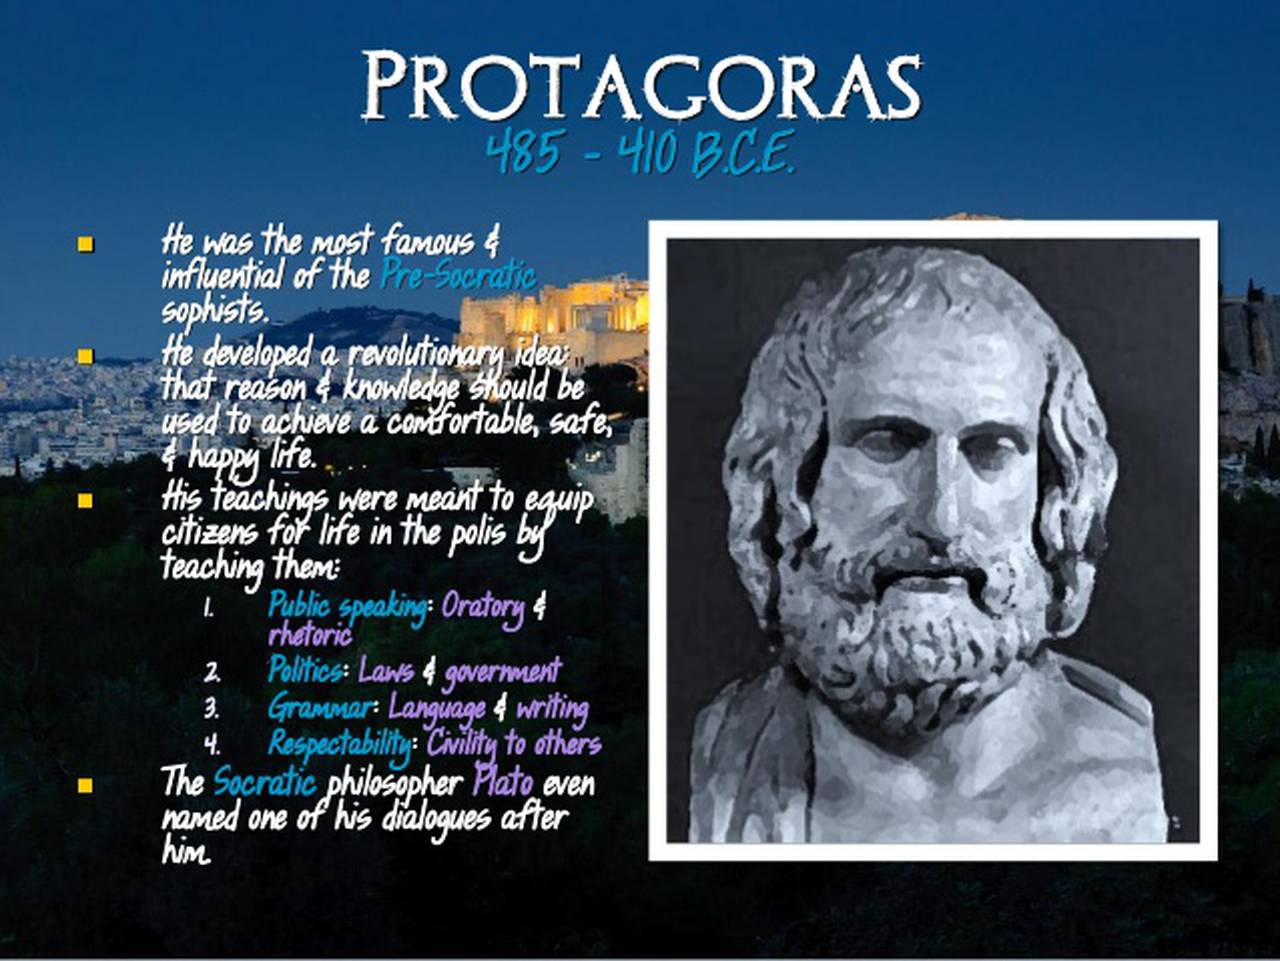 PROTAGORAS
485 - 410 B.C.E.
He was the most famous &
influential of the Pre-Socratic
sophists.
He developed a revolutionary idea:
that reason & knowledge should be
used to achieve a comfortable, safe,
& happy life.
His teachings were meant to equip
citizens for life in the polis by
teaching them:
1. Public speaking: Oratory &
rhetoric
2. Politics: Laws & government
3. Grammar: Language & writing
4. Respectability: Civility to others
The Socratic philosopher Plato even
named one of his dialogues after
him.